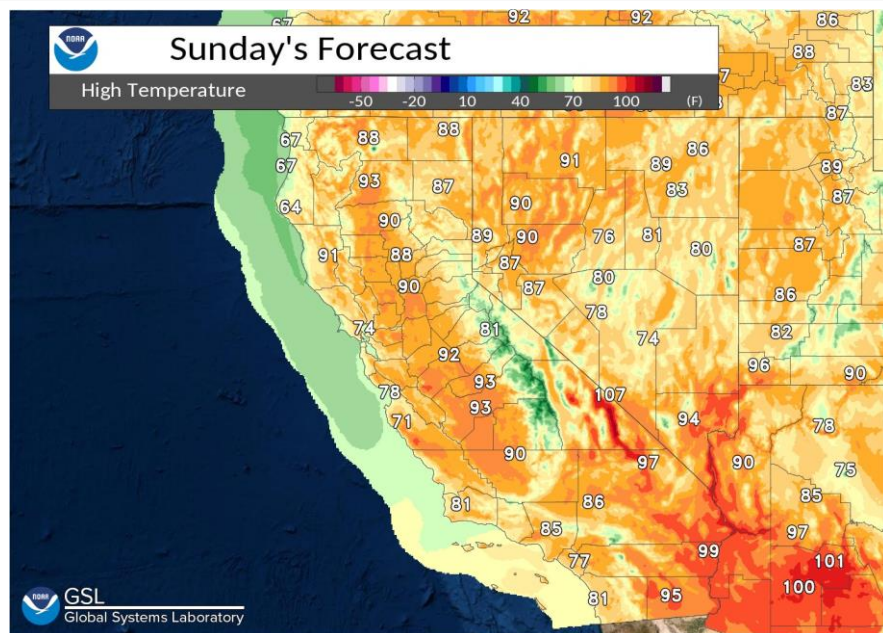 67 92 92 86
NOAA
Sunday's Forecast
88
High Temperature
-50 -20 10 40 70 100 (F)
83
87
67 88 88 86
67 91 89 89
93 87 83 87
64 90 90
91 88 89 90 76 81 80 87
87
90 87 80 86
74 81 78 74 82
92 96 90
78 93 107
71 93 94 78
90 97 90 75
81 86 85
85 97
77 99 101
100
81 95
NOAA
GSL
Global Systems Laboratory